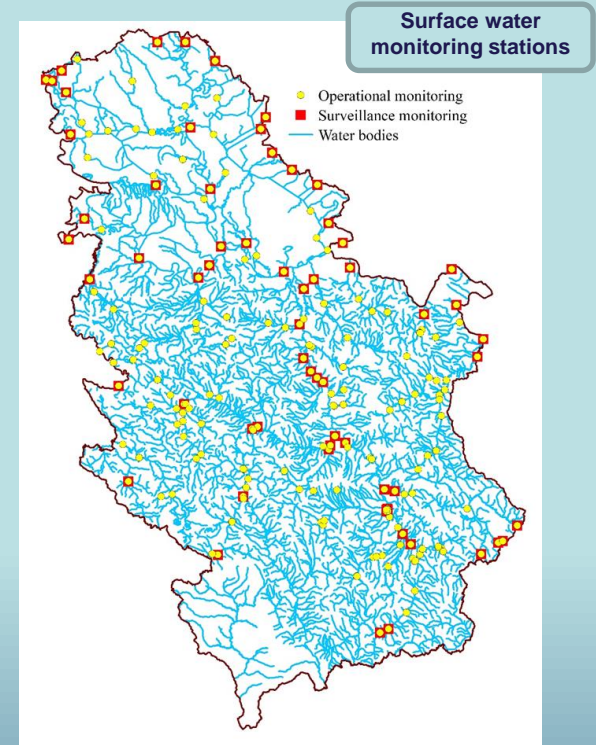 Surface water
monitoring stations
Operational monitoring
Surveillance monitoring
Water bodies